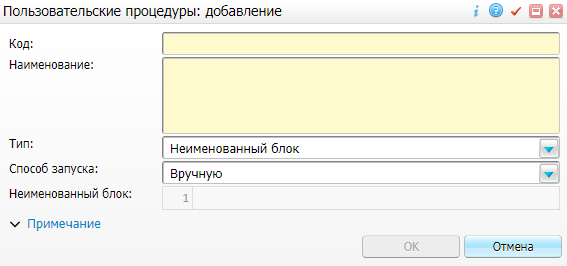 Пользовательские процедуры: добавление
Код:
Наименование:
Тип: Неименованный блок
Способ запуска: Вручную
Неименованный блок: 1
Примечание
OK Отмена